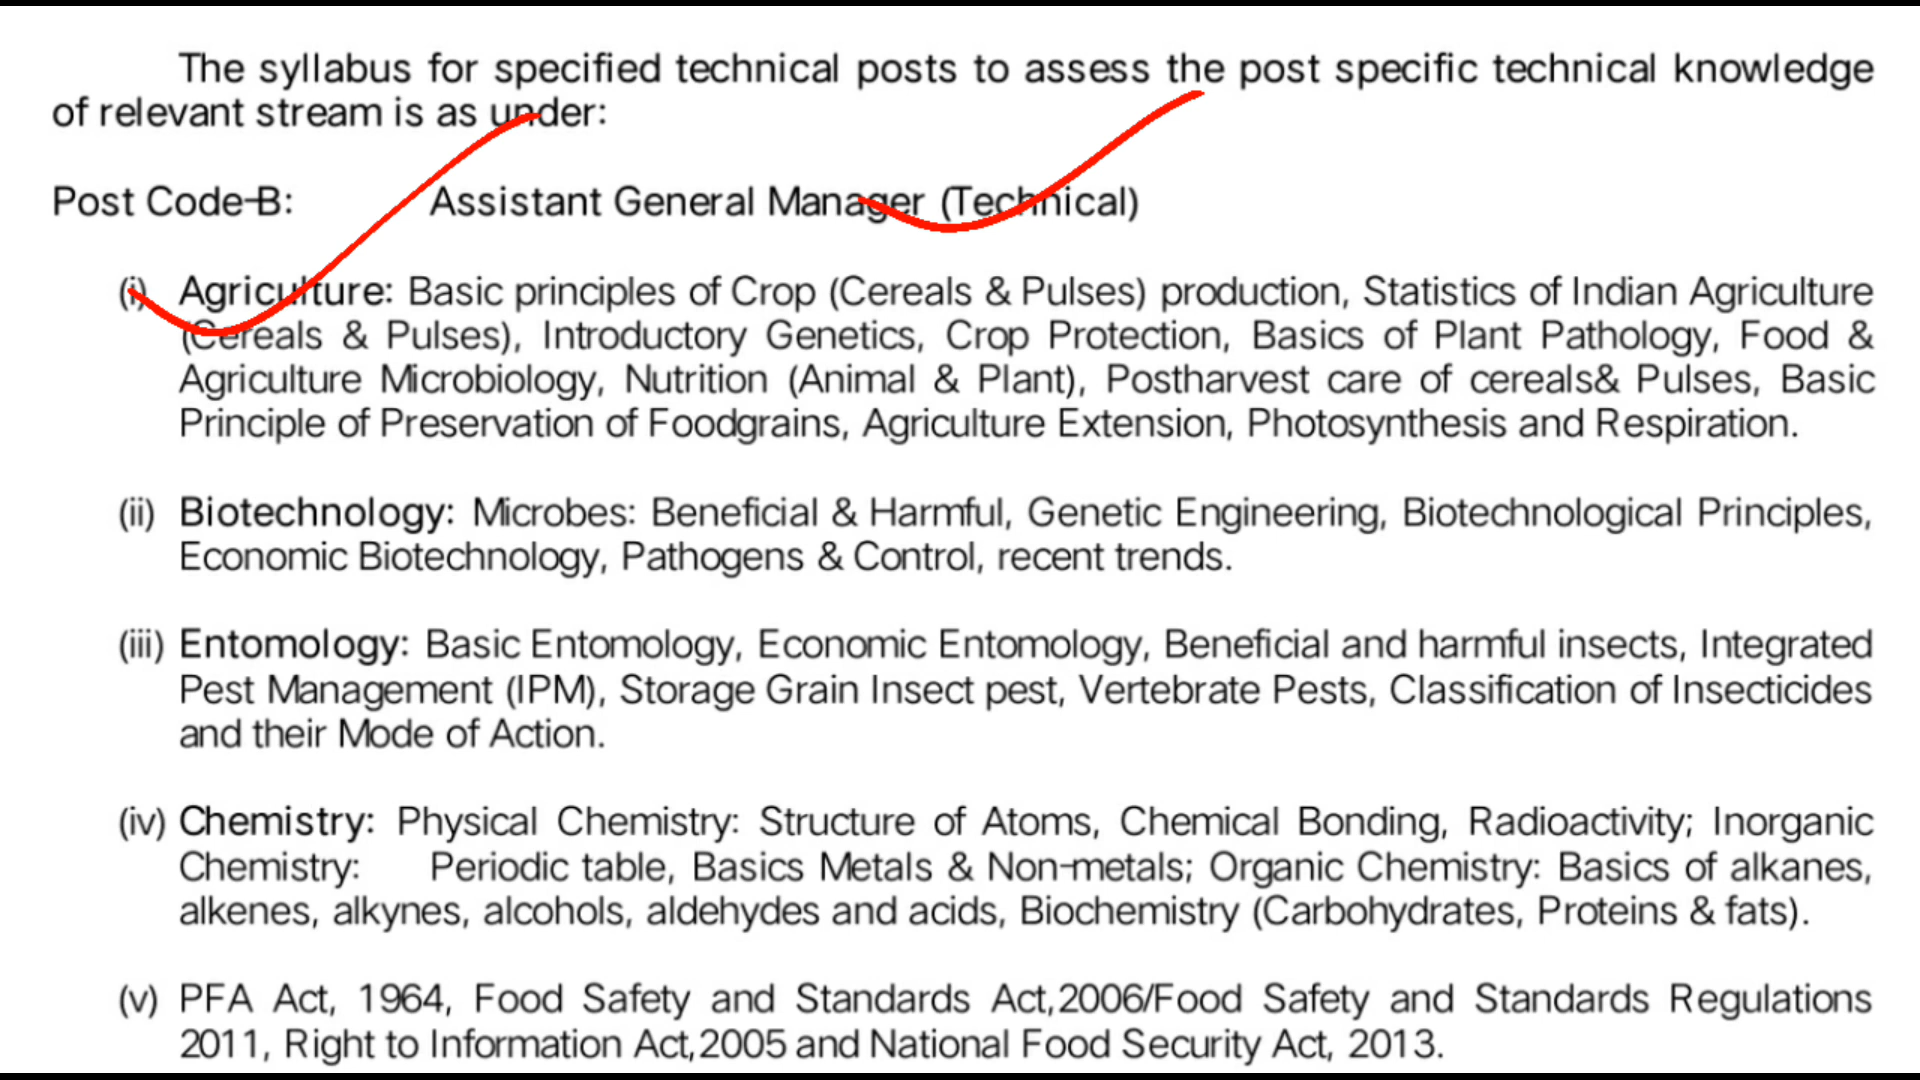 The syllabus for specified technical posts to assess the post specific technical knowledge
of relevant stream is as under:
Post Code-B: Assistant General Manager (Technical)
(i) Agriculture: Basic principles of Crop (Cereals & Pulses) production, Statistics of Indian Agriculture
(Cereals & Pulses), Introductory Genetics, Crop Protection, Basics of Plant Pathology, Food &
Agriculture Microbiology, Nutrition (Animal & Plant), Postharvest care of cereals& Pulses, Basic
Principle of Preservation of Foodgrains, Agriculture Extension, Photosynthesis and Respiration.
(ii) Biotechnology: Microbes: Beneficial & Harmful, Genetic Engineering, Biotechnological Principles,
Economic Biotechnology, Pathogens & Control, recent trends.
(iii) Entomology: Basic Entomology, Economic Entomology, Beneficial and harmful insects, Integrated
Pest Management (IPM), Storage Grain Insect pest, Vertebrate Pests, Classification of Insecticides
and their Mode of Action.
(iv) Chemistry: Physical Chemistry: Structure of Atoms, Chemical Bonding, Radioactivity; Inorganic
Chemistry: Periodic table, Basics Metals & Non-metals; Organic Chemistry: Basics of alkanes,
alkenes, alkynes, alcohols, aldehydes and acids, Biochemistry (Carbohydrates, Proteins & fats).
(v) PFA Act, 1964, Food Safety and Standards Act,2006/Food Safety and Standards Regulations
2011, Right to Information Act,2005 and National Food Security Act, 2013.